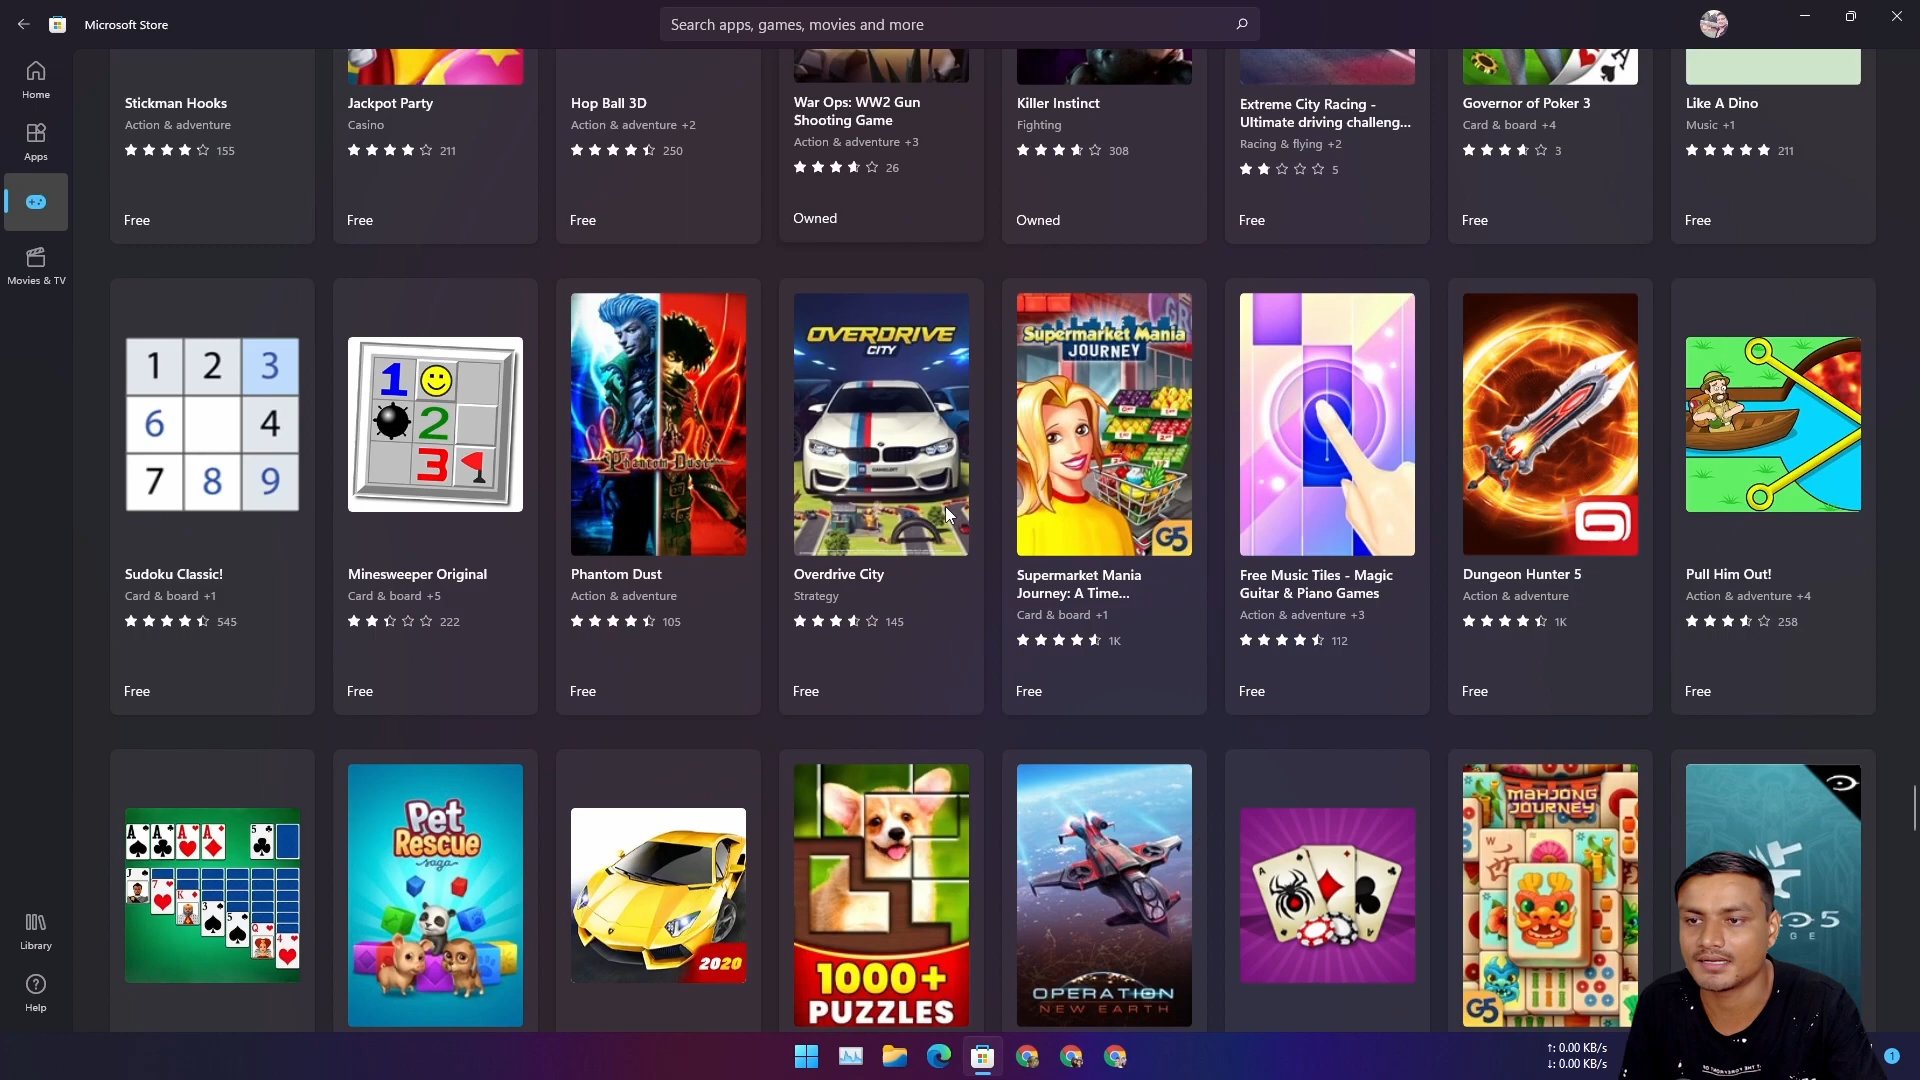 Microsoft Store
Search apps, games, movies and more
Home
Apps
Movies & TV
Library
Help
Stickman Hooks
Action & adventure
155
Free
Jackpot Party
Casino
211
Free
Hop Ball 3D
Action & adventure +2
250
Free
War Ops: WW2 Gun
Shooting Game
Action & adventure +3
26
Owned
Killer Instinct
Fighting
308
Owned
Extreme City Racing -
Ultimate driving challeng...
Racing & flying +2
5
Free
Governor of Poker 3
Card & board +4
3
Free
Like A Dino
Music +1
211
Free
1 2 3
6 4
7 8 9
Sudoku Classic!
Card & board +1
545
Free
1
2
3
Minesweeper Original
Card & board +5
222
Free
Phantom Dust
Phantom Dust
Action & adventure
105
Free
OVERDRIVE
CITY
Overdrive City
Strategy
145
Free
Supermarket Mania
JOURNEY
G5
Supermarket Mania
Journey: A Time...
Card & board +1
1K
Free
Free Music Tiles - Magic
Guitar & Piano Games
Action & adventure +3
112
Free
Dungeon Hunter 5
Action & adventure
1K
Free
Pull Him Out!
Action & adventure +4
258
Free
A A A A 5
J 7 K 3 5 Q 4
Pet
Rescue
saga
2020
1000+
PUZZLES
OPERATION
NEW EARTH
A
MAHJONG
JOURNEY
G5
5
↑: 0.00 KB/s
↓: 0.00 KB/s
1